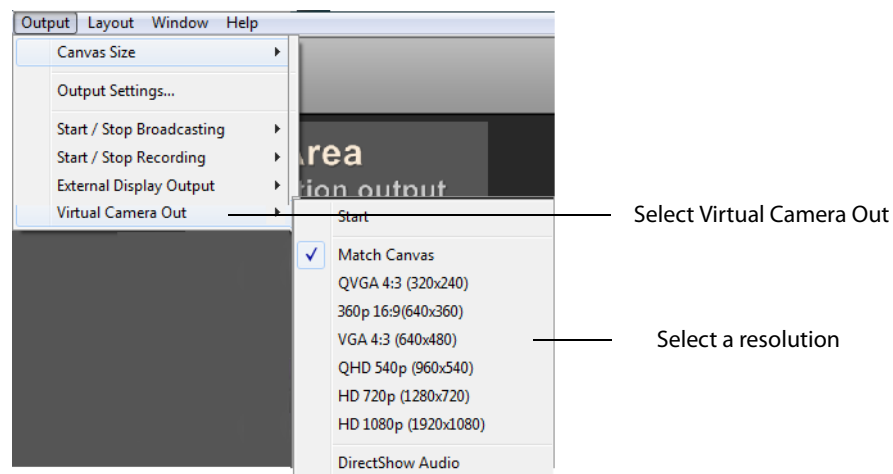 Output Layout Window Help
Canvas Size
Output Settings...
Start / Stop Broadcasting
Start / Stop Recording
External Display Output
Virtual Camera Out
Area
tion output
Start
Match Canvas
QVGA 4:3 (320x240)
360p 16:9(640x360)
VGA 4:3 (640x480)
QHD 540p (960x540)
HD 720p (1280x720)
HD 1080p (1920x1080)
DirectShow Audio
Select Virtual Camera Out
Select a resolution